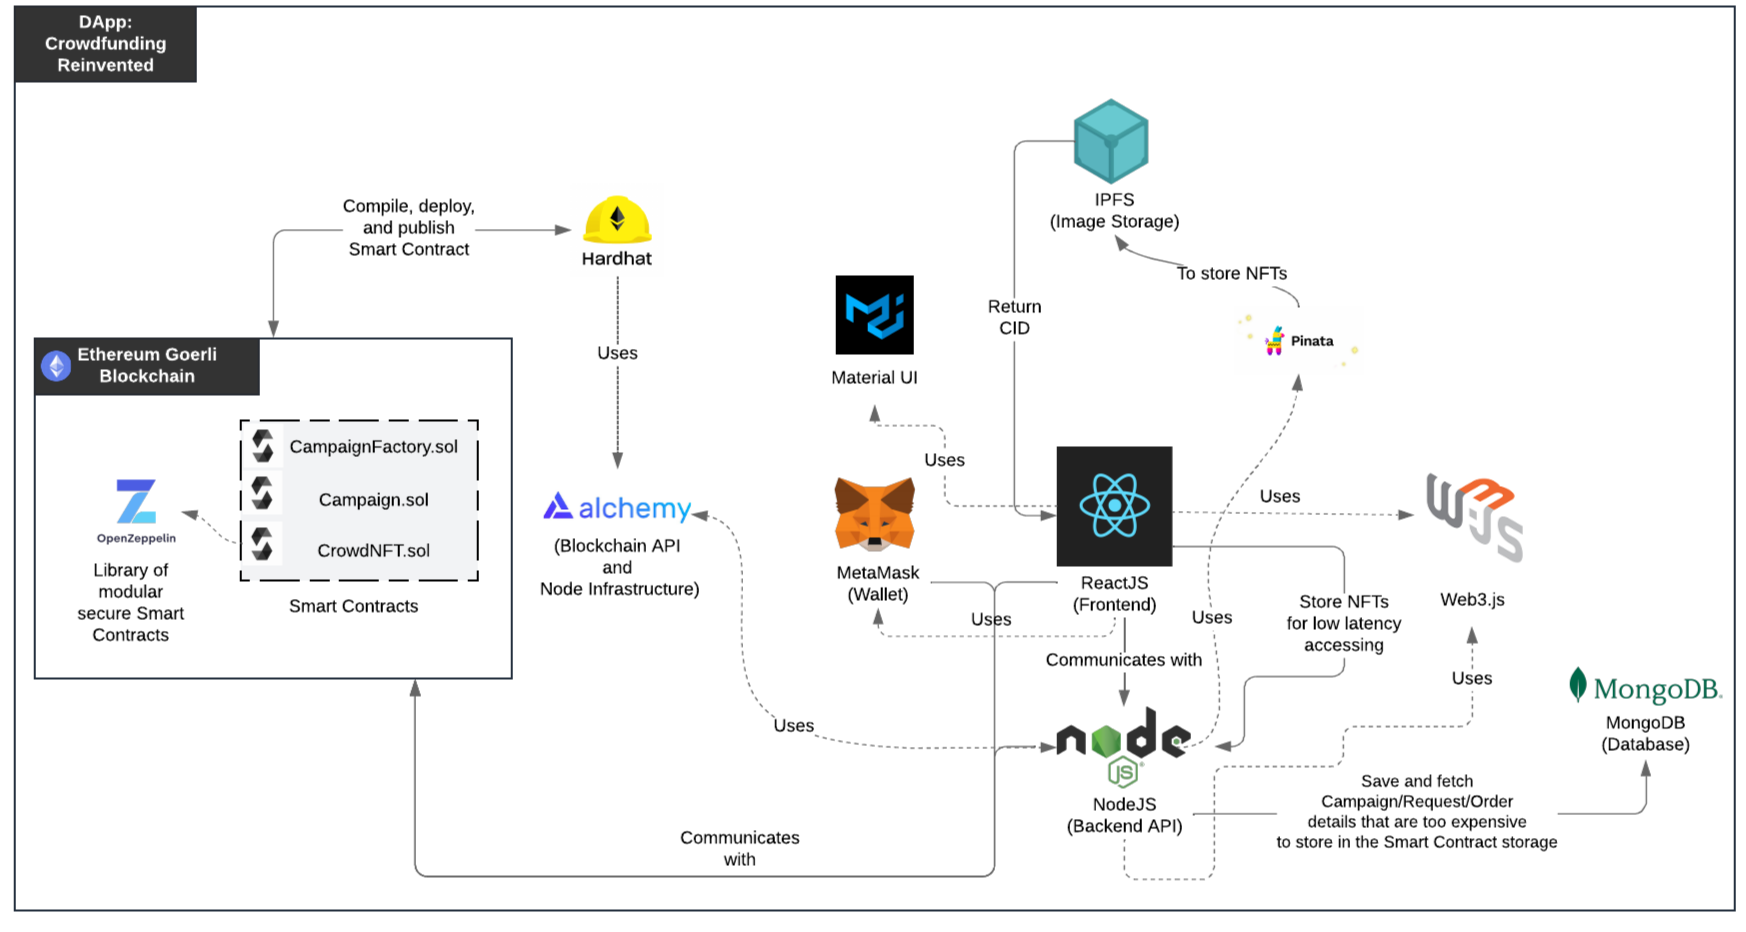 DApp:
Crowdfunding
Reinvented
IPFS
(Image Storage)
Compile, deploy,
and publish
Smart Contract
Hardhat
To store NFTs
Return
CID
Pinata
Material UI
Uses
Ethereum Goerli
Blockchain
CampaignFactory.sol
Campaign.sol
CrowdNFT.sol
Smart Contracts
OpenZeppelin
Library of
modular
secure Smart
Contracts
alchemy
(Blockchain API
and
Node Infrastructure)
Uses
MetaMask
(Wallet)
Uses
ReactJS
(Frontend)
Uses
W3JS
Web3.js
Uses
Store NFTs
for low latency
accessing
Communicates with
Uses
MongoDB.
MongoDB
(Database)
Uses
node
JS
NodeJS
(Backend API)
Save and fetch
Campaign/Request/Order
details that are too expensive
to store in the Smart Contract storage
Communicates
with